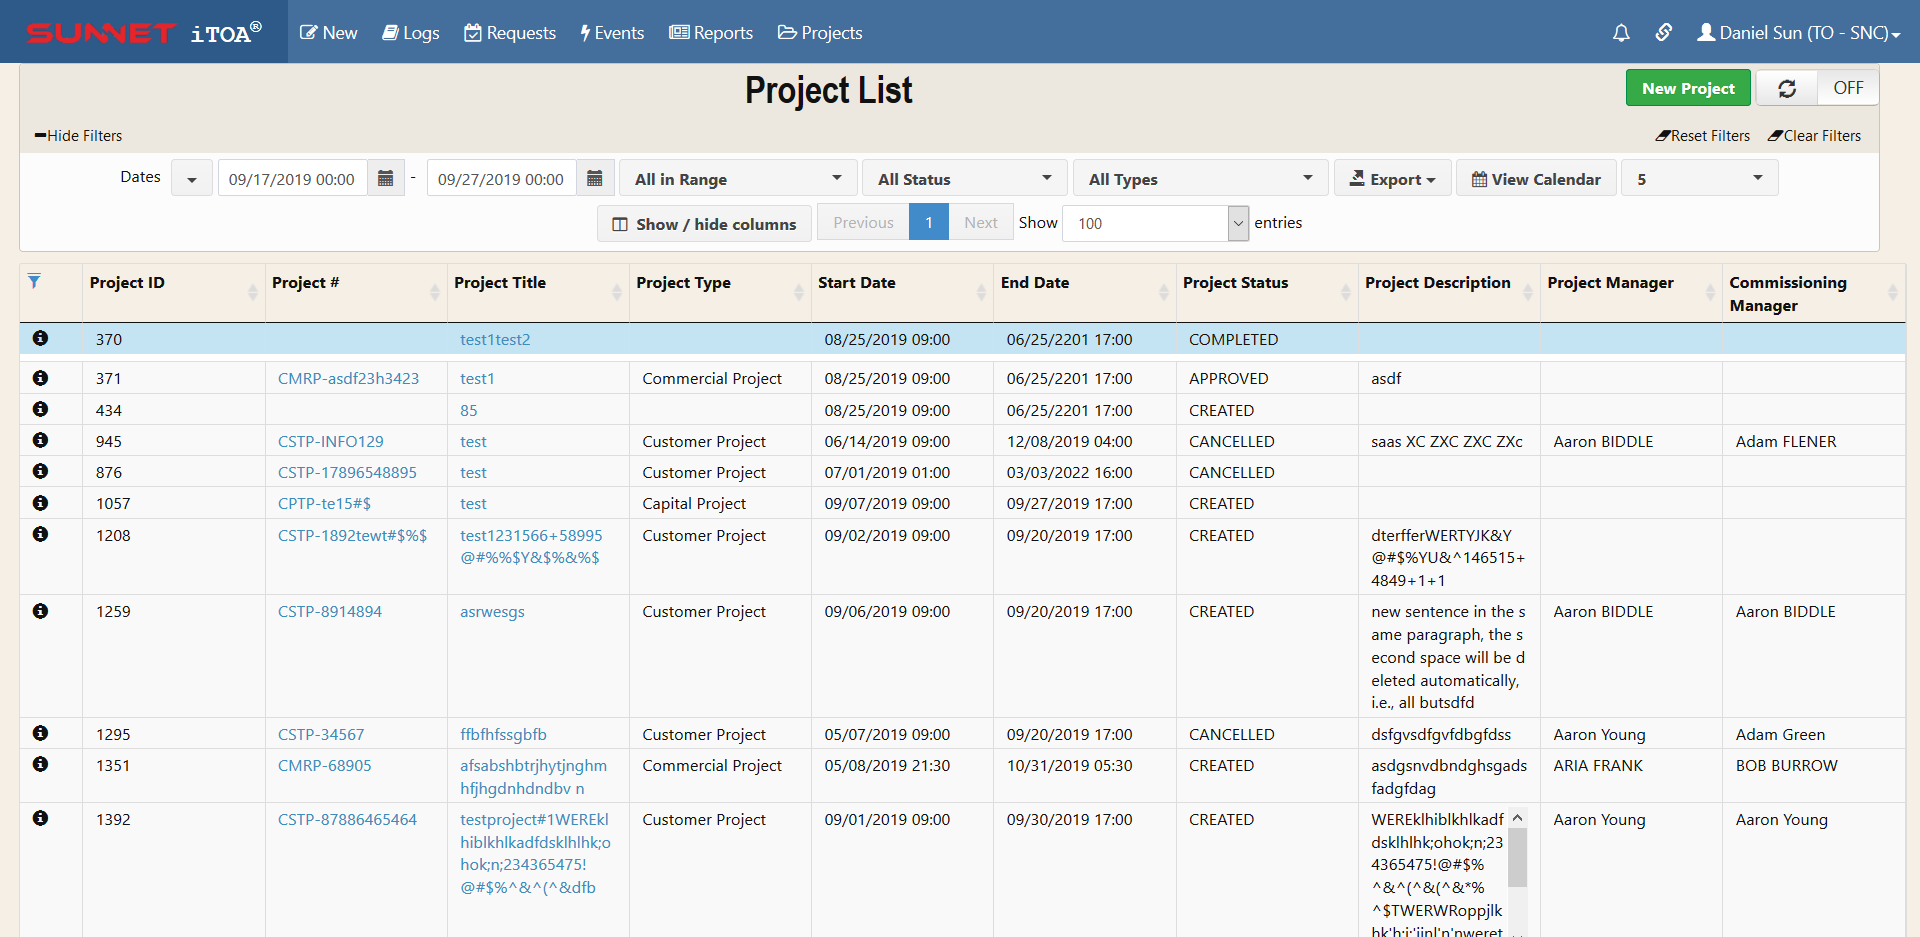 SUNNET iTOA®
New Logs Requests Events Reports Projects Daniel Sun (TO - SNC)
Project List
New Project OFF
Hide Filters Reset Filters Clear Filters
Dates 09/17/2019 00:00 - 09/27/2019 00:00 All in Range All Status All Types Export View Calendar 5
Show / hide columns Previous 1 Next Show 100 entries
Project ID Project # Project Title Project Type Start Date End Date Project Status Project Description Project Manager Commissioning
Manager
370 test1test2 08/25/2019 09:00 06/25/2201 17:00 COMPLETED
371 CMRP-asdf23h3423 test1 Commercial Project 08/25/2019 09:00 06/25/2201 17:00 APPROVED asdf
434 85 08/25/2019 09:00 06/25/2201 17:00 CREATED
945 CSTP-INFO129 test Customer Project 06/14/2019 09:00 12/08/2019 04:00 CANCELLED saas XC ZXC ZXC ZXc Aaron BIDDLE Adam FLENER
876 CSTP-17896548895 test Customer Project 07/01/2019 01:00 03/03/2022 16:00 CANCELLED
1057 CPTP-te15#$ test Capital Project 09/07/2019 09:00 09/27/2019 17:00 CREATED
1208 CSTP-1892tewt#$%$ test1231566+58995 Customer Project 09/02/2019 09:00 09/20/2019 17:00 CREATED dterfferWERTYJK&Y
@#%%$Y&$%&%$ @#$%YU&^146515+
4849+1+1
1259 CSTP-8914894 asrwesgs Customer Project 09/06/2019 09:00 09/20/2019 17:00 CREATED new sentence in the s Aaron BIDDLE Aaron BIDDLE
ame paragraph, the s
econd space will be d
eleted automatically,
i.e., all butsdfd
1295 CSTP-34567 ffbfhfssgbfb Customer Project 05/07/2019 09:00 09/20/2019 17:00 CANCELLED dsfgvsdfgvfdbgfdss Aaron Young Adam Green
1351 CMRP-68905 afsabshbtrjhytjnghm Commercial Project 05/08/2019 21:30 10/31/2019 05:30 CREATED asdgsnvdbndghsgads ARIA FRANK BOB BURROW
hfjhgdnhdndbv n fadgfdag
1392 CSTP-87886465464 testproject#1WEREkl Customer Project 09/01/2019 09:00 09/30/2019 17:00 CREATED WEREklhiblkhlkadf Aaron Young Aaron Young
hiblkhlkadfdsklhlhk;o dsklhlhk;ohok;n;23
hok;n;234365475! 4365475!@#$%
@#$%^&^(^&dfb ^&^(^&(^&*%
^$TWERWRoppjlk